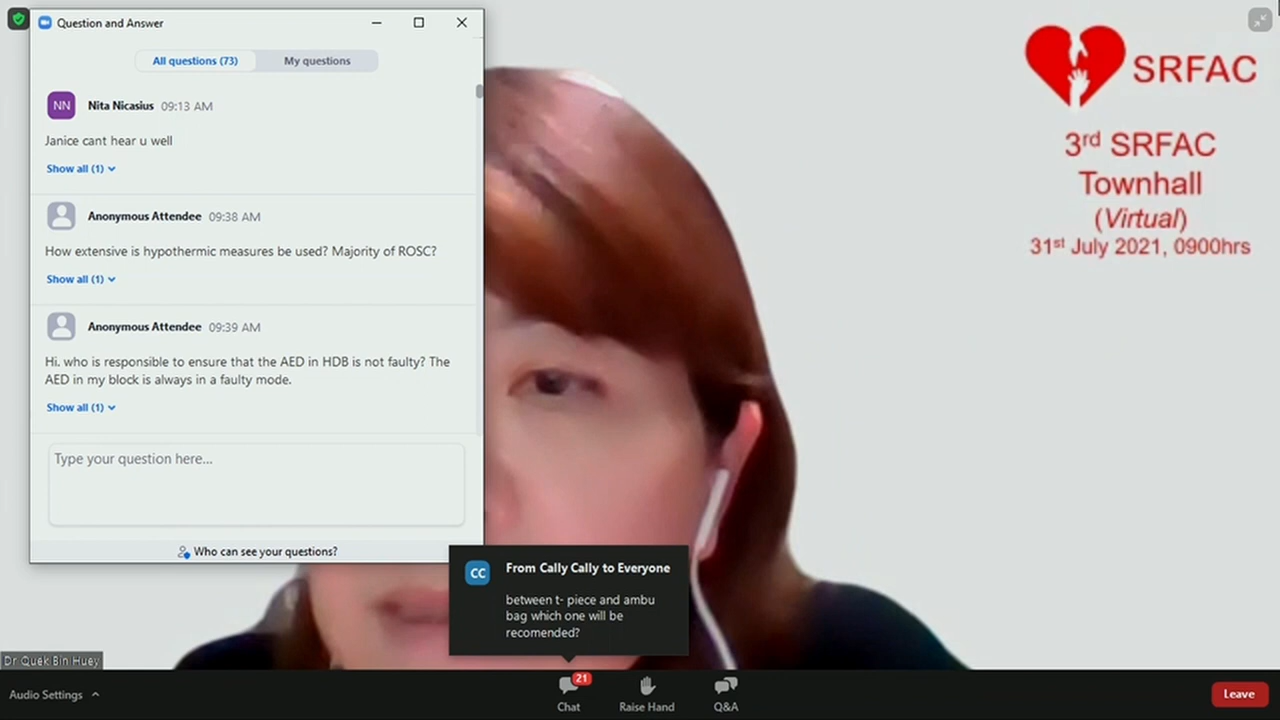 Question and Answer
All questions (73)
My questions
NN
Nita Nicasius 09:13 AM
Janice cant hear u well
Show all (1)
Anonymous Attendee 09:38 AM
How extensive is hypothermic measures be used? Majority of ROSC?
Show all (1)
Anonymous Attendee 09:39 AM
Hi. who is responsible to ensure that the AED in HDB is not faulty? The
AED in my block is always in a faulty mode.
Show all (1)
Type your question here...
Who can see your questions?
SRFAC
3rd SRFAC
Townhall
(Virtual)
31st July 2021, 0900hrs
CC
From Cally Cally to Everyone
between t- piece and ambu
bag which one will be
recomended?
Dr Quek Bin Huey
Audio Settings
21
Chat
Raise Hand
Q&A
Leave